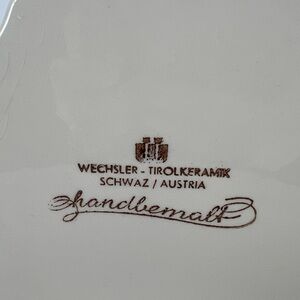 WECHSLER - TIROLKERAMIK
SCHWAZ / AUSTRIA
handbemalt